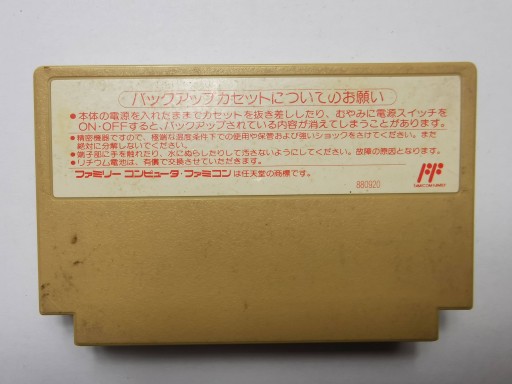 バックアップカセットについてのお願い
●本体の電源を入れたままでカセットを抜き差ししたり、むやみに電源スイッチを
ON・OFFすると、バックアップされている内容が消えてしまうことがあります。
●精密機器ですので、極端な温度条件下での使用や保管および強いショックをさけてください。また
絶対に分解しないでください。
●端子部に手を触れたり、水にぬらしたりして汚さないようにしてください。故障の原因となります。
●リチウム電池は、有償で交換させていただきます。
ファミリーコンピュータ・ファミコンは任天堂の商標です。
880920
FF